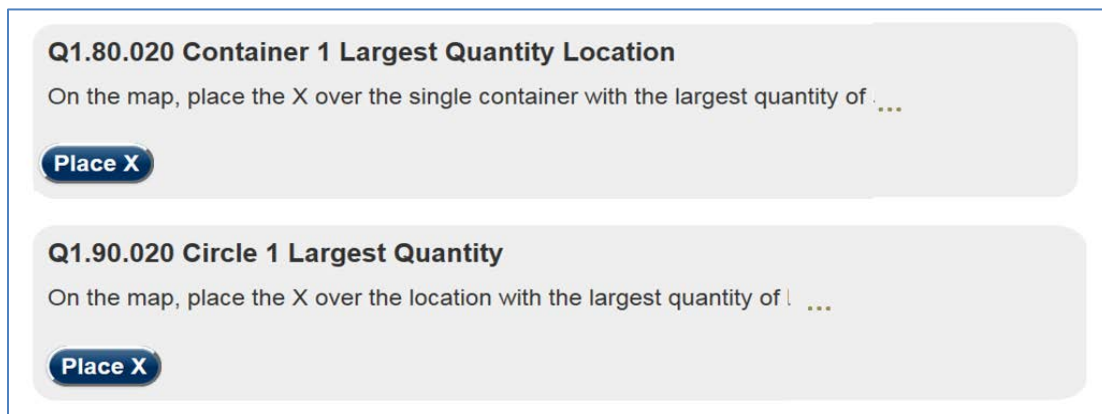 Q1.80.020 Container 1 Largest Quantity Location
On the map, place the X over the single container with the largest quantity of ...
Place X
Q1.90.020 Circle 1 Largest Quantity
On the map, place the X over the location with the largest quantity of ...
Place X